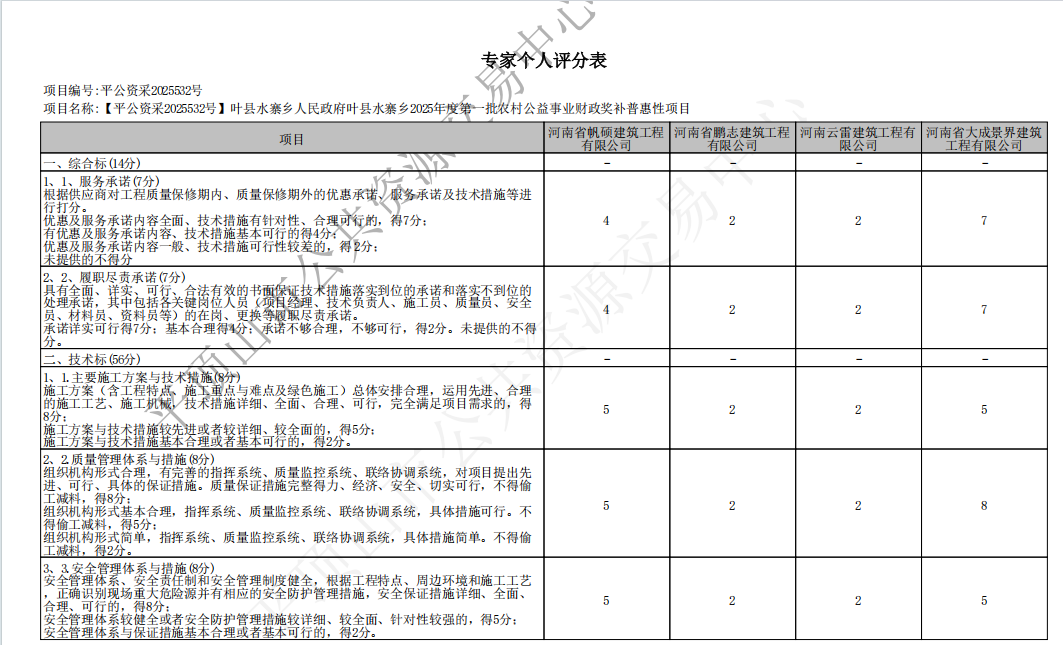 专家个人评分表
项目编号:平公资采2025532号
项目名称:【平公资采2025532号】叶县水寨乡人民政府叶县水寨乡2025年度第一批农村公益事业财政奖补普惠性项目
项目 河南省帆硕建筑工程有限公司 河南省鹏志建筑工程有限公司 河南云雷建筑工程有限公司 河南省大成景界建筑工程有限公司
一、综合标(14分) - - - -
1、1、服务承诺(7分)
根据供应商对工程质量保修期内、质量保修期外的优惠承诺、服务承诺及技术措施等进
行打分。
优惠及服务承诺内容全面、技术措施有针对性、合理可行的，得7分；
有优惠及服务承诺内容、技术措施基本可行的得4分；
优惠及服务承诺内容一般、技术措施可行性较差的，得2分；
未提供的不得分
4 2 2 7
2、2、履职尽责承诺(7分)
具有全面、详实、可行、合法有效的书面保证技术措施落实到位的承诺和落实不到位的
处理承诺，其中包括各关键岗位人员（项目经理、技术负责人、施工员、质量员、安全
员、材料员、资料员等）的在岗、更换等履职尽责承诺。
承诺详实可行得7分；基本合理得4分；承诺不够合理，不够可行，得2分。未提供的不得
分。
4 2 2 7
二、技术标(56分) - - - -
1、1.主要施工方案与技术措施(8分)
施工方案（含工程特点、施工重点与难点及绿色施工）总体安排合理，运用先进、合理
的施工工艺、施工机械，技术措施详细、全面、合理、可行，完全满足项目需求的，得
8分；
施工方案与技术措施较先进或者较详细、较全面的，得5分；
施工方案与技术措施基本合理或者基本可行的，得2分。
5 2 2 5
2、2.质量管理体系与措施(8分)
组织机构形式合理，有完善的指挥系统、质量监控系统、联络协调系统，对项目提出先
进、可行、具体的保证措施。质量保证措施完整得力、经济、安全、切实可行，不得偷
工减料，得8分；
组织机构形式基本合理，指挥系统、质量监控系统、联络协调系统，具体措施可行。不
得偷工减料，得5分；
组织机构形式简单，指挥系统、质量监控系统、联络协调系统，具体措施简单。不得偷
工减料，得2分。
5 2 2 8
3、3.安全管理体系与措施(8分)
安全管理体系、安全责任制和安全管理制度健全，根据工程特点、周边环境和施工工艺
，正确识别现场重大危险源并有相应的安全防护管理措施，安全保证措施详细、全面、
合理、可行的，得8分；
安全管理体系较健全或者安全防护管理措施较详细、较全面、针对性较强的，得5分；
安全管理体系与保证措施基本合理或者基本可行的，得2分。
5 2 2 5
平顶山市公共资源交易中心
平顶山市公共资源交易中心